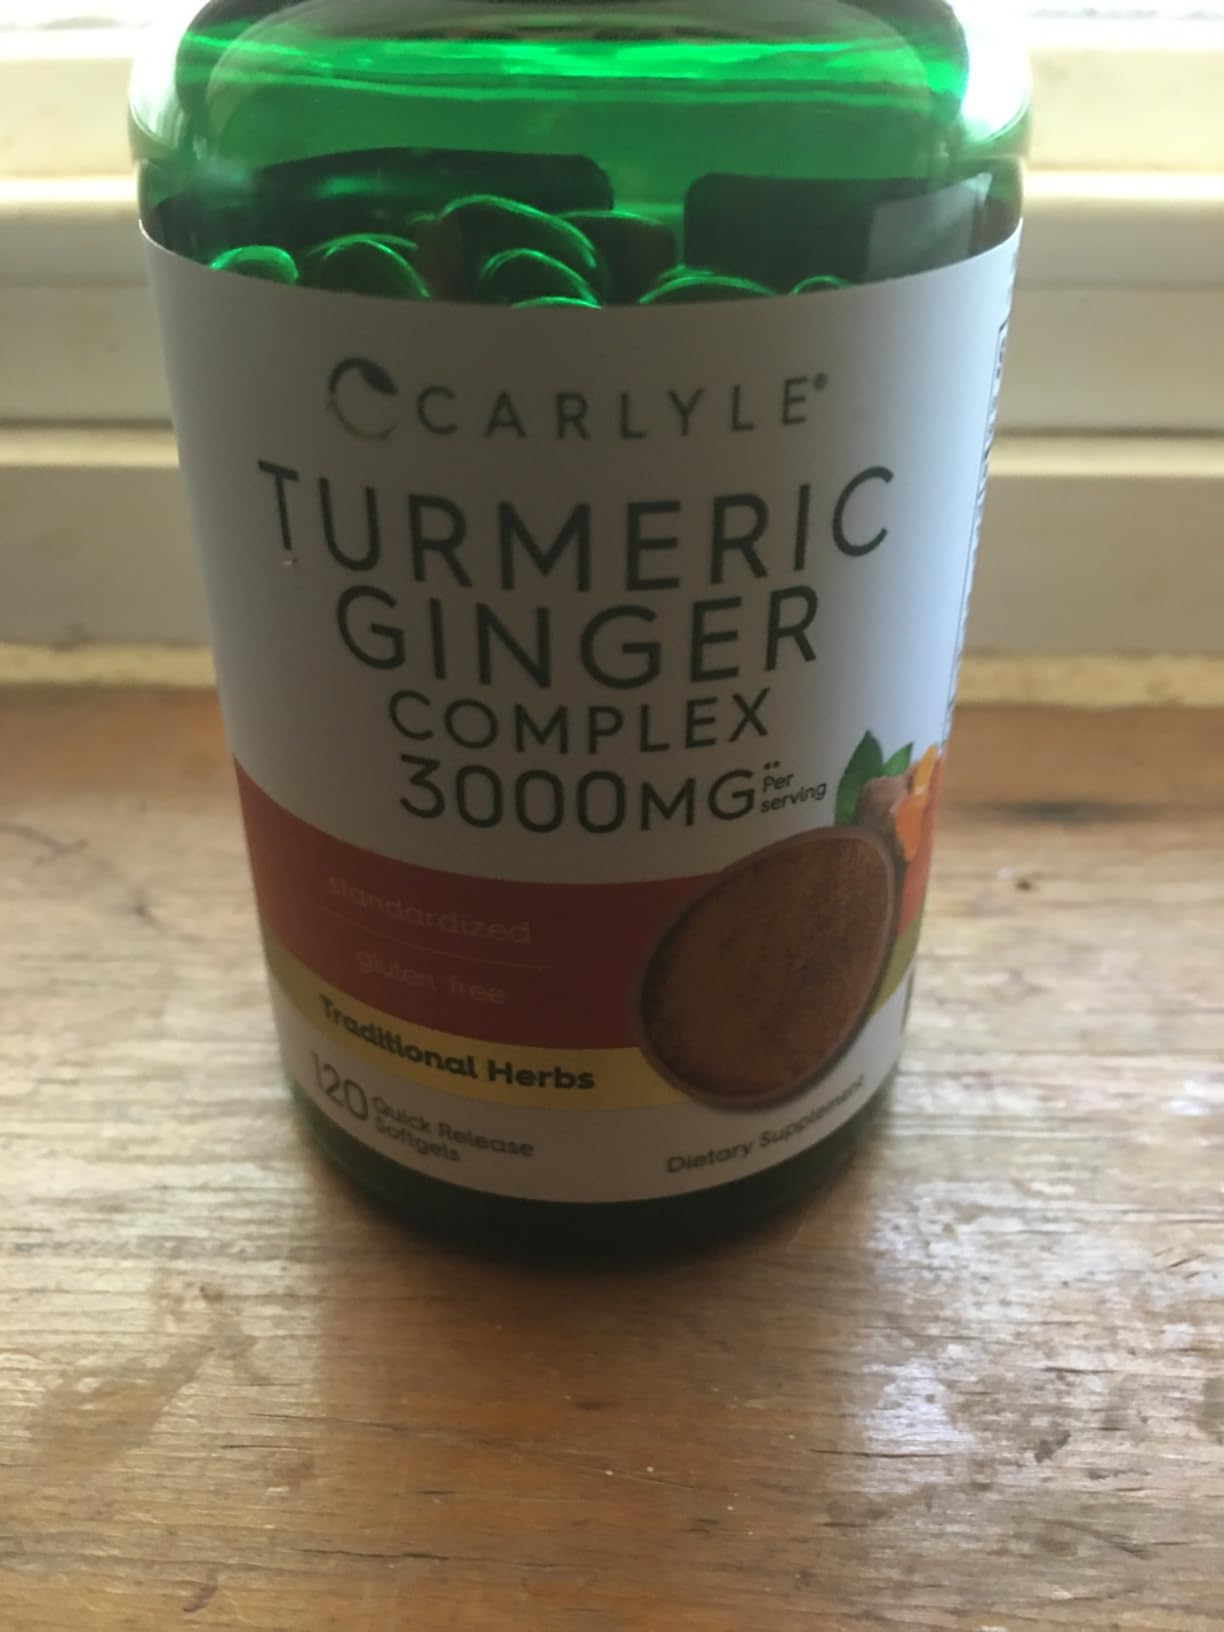 CARLYLE®
TURMERIC
GINGER
COMPLEX
3000MG** Per
serving
standardized
gluten free
Traditional Herbs
120 Quick Release
Softgels
Dietary Supplement